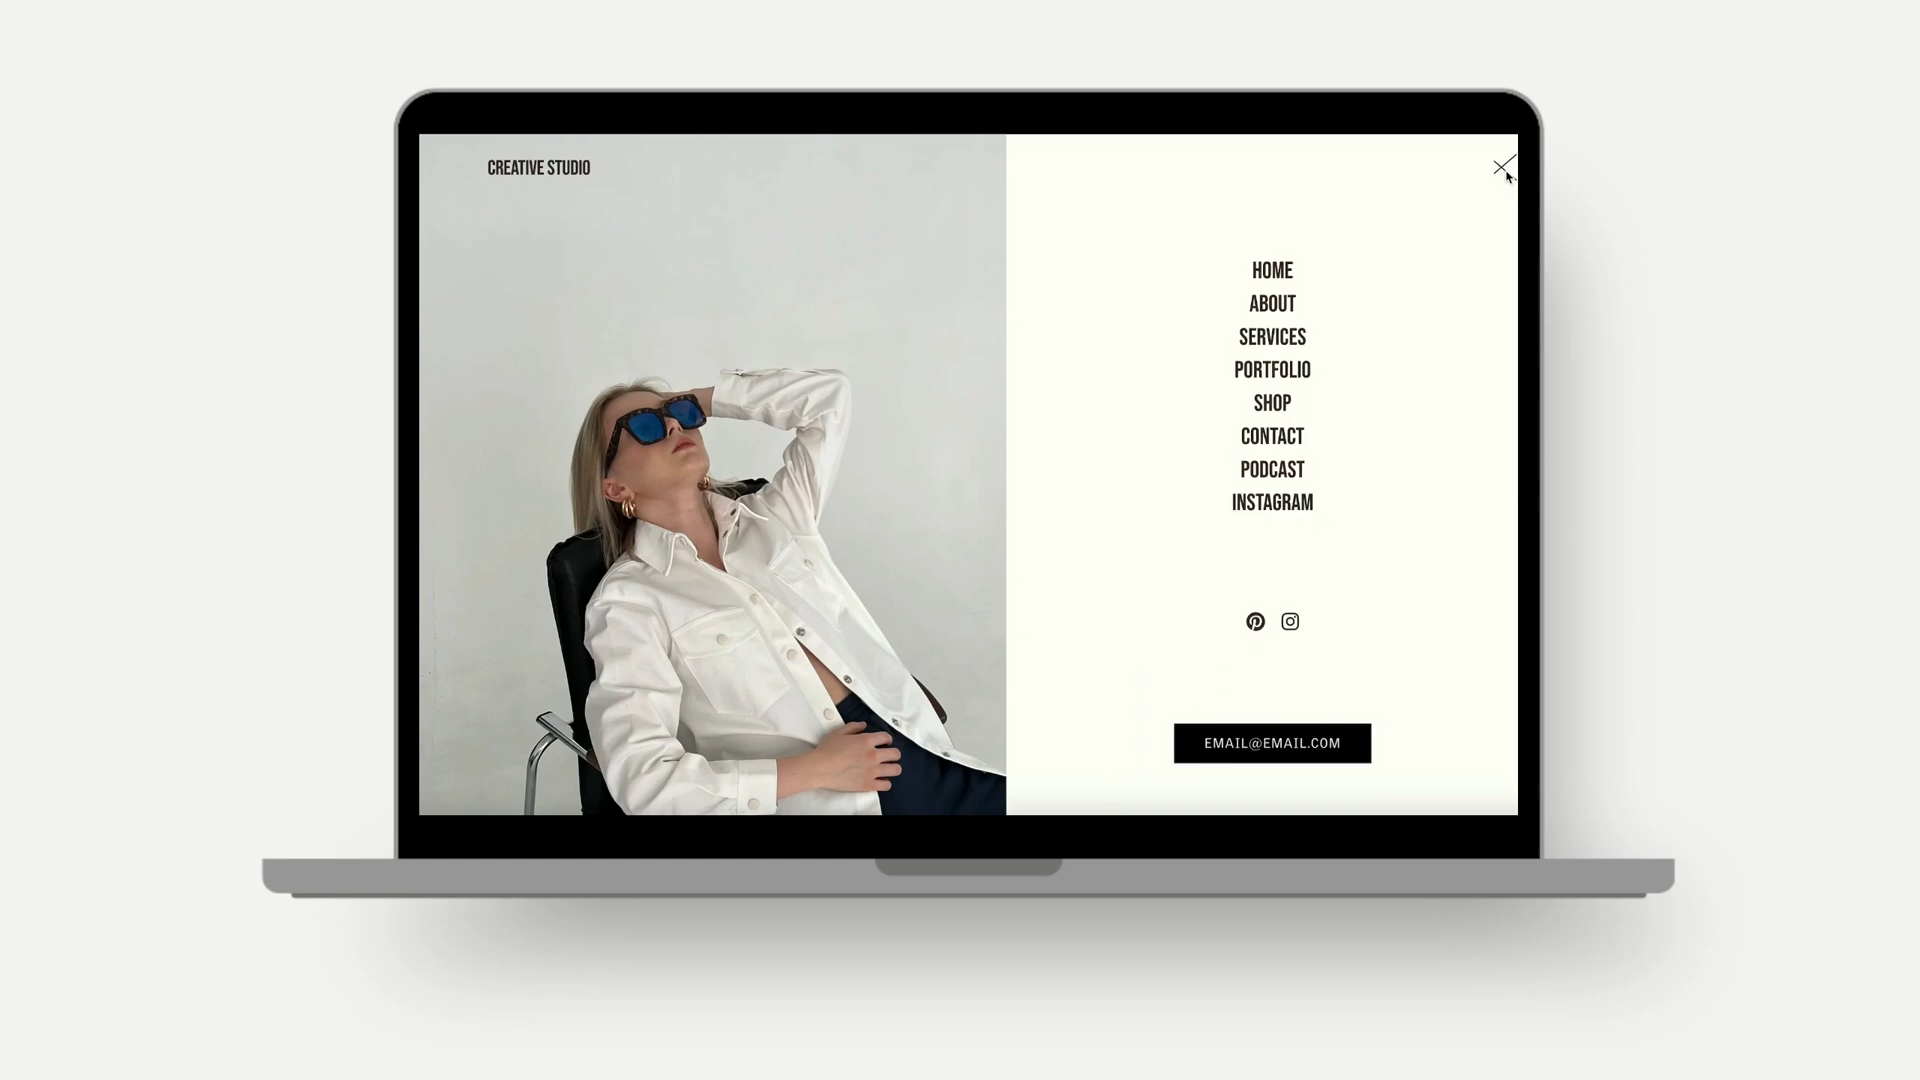 CREATIVE STUDIO
HOME
ABOUT
SERVICES
PORTFOLIO
SHOP
CONTACT
PODCAST
INSTAGRAM
EMAIL@EMAIL.COM